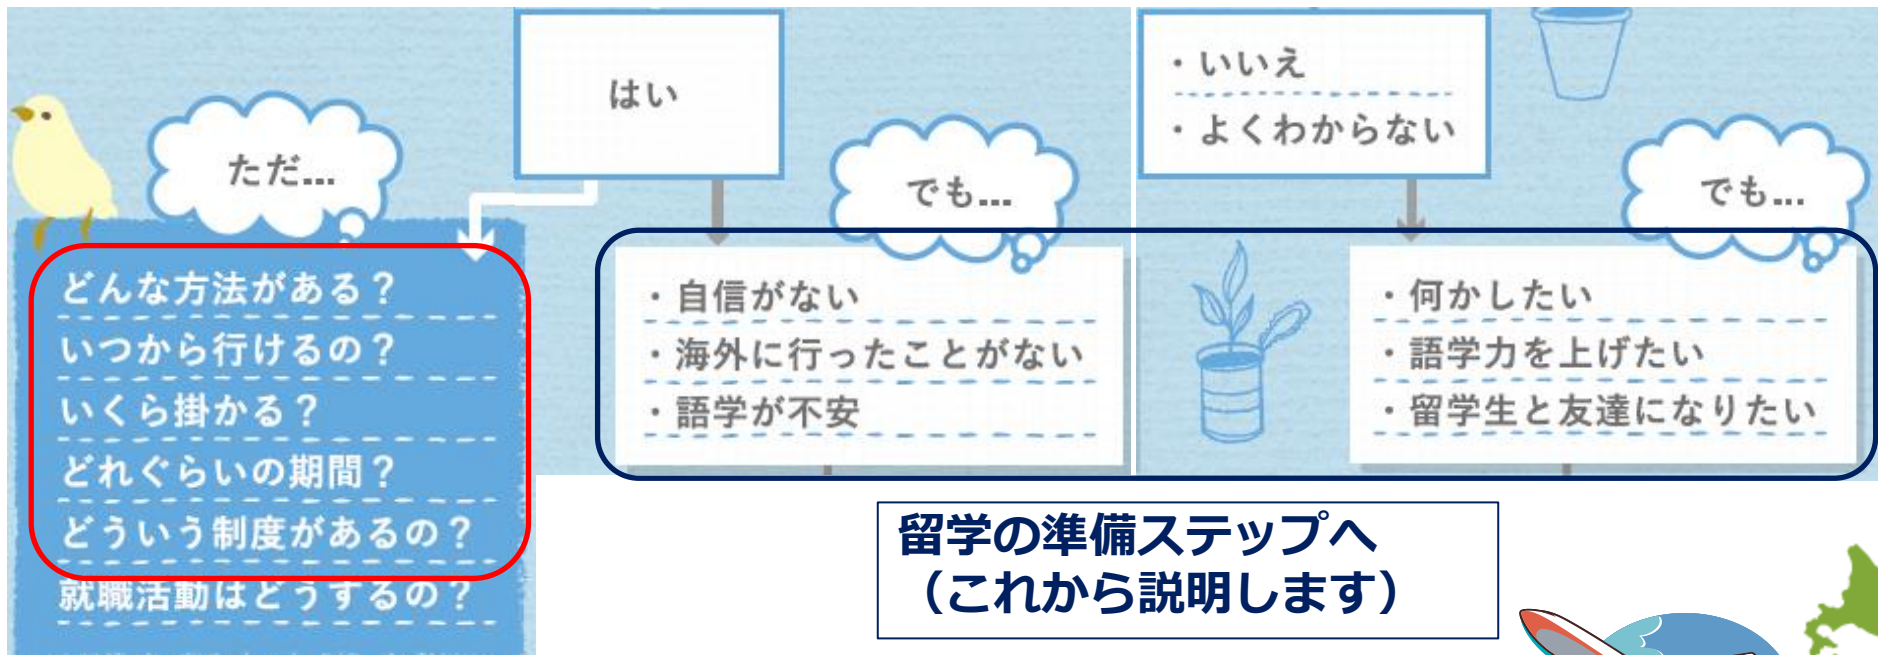 はい
・いいえ
・よくわからない
ただ...
でも...
でも...
どんな方法がある？
いつから行けるの？
いくら掛かる？
どれぐらいの期間？
どういう制度があるの？
就職活動はどうするの？
・自信がない
・海外に行ったことがない
・語学が不安
・何かしたい
・語学力を上げたい
・留学生と友達になりたい
留学の準備ステップへ
（これから説明します）